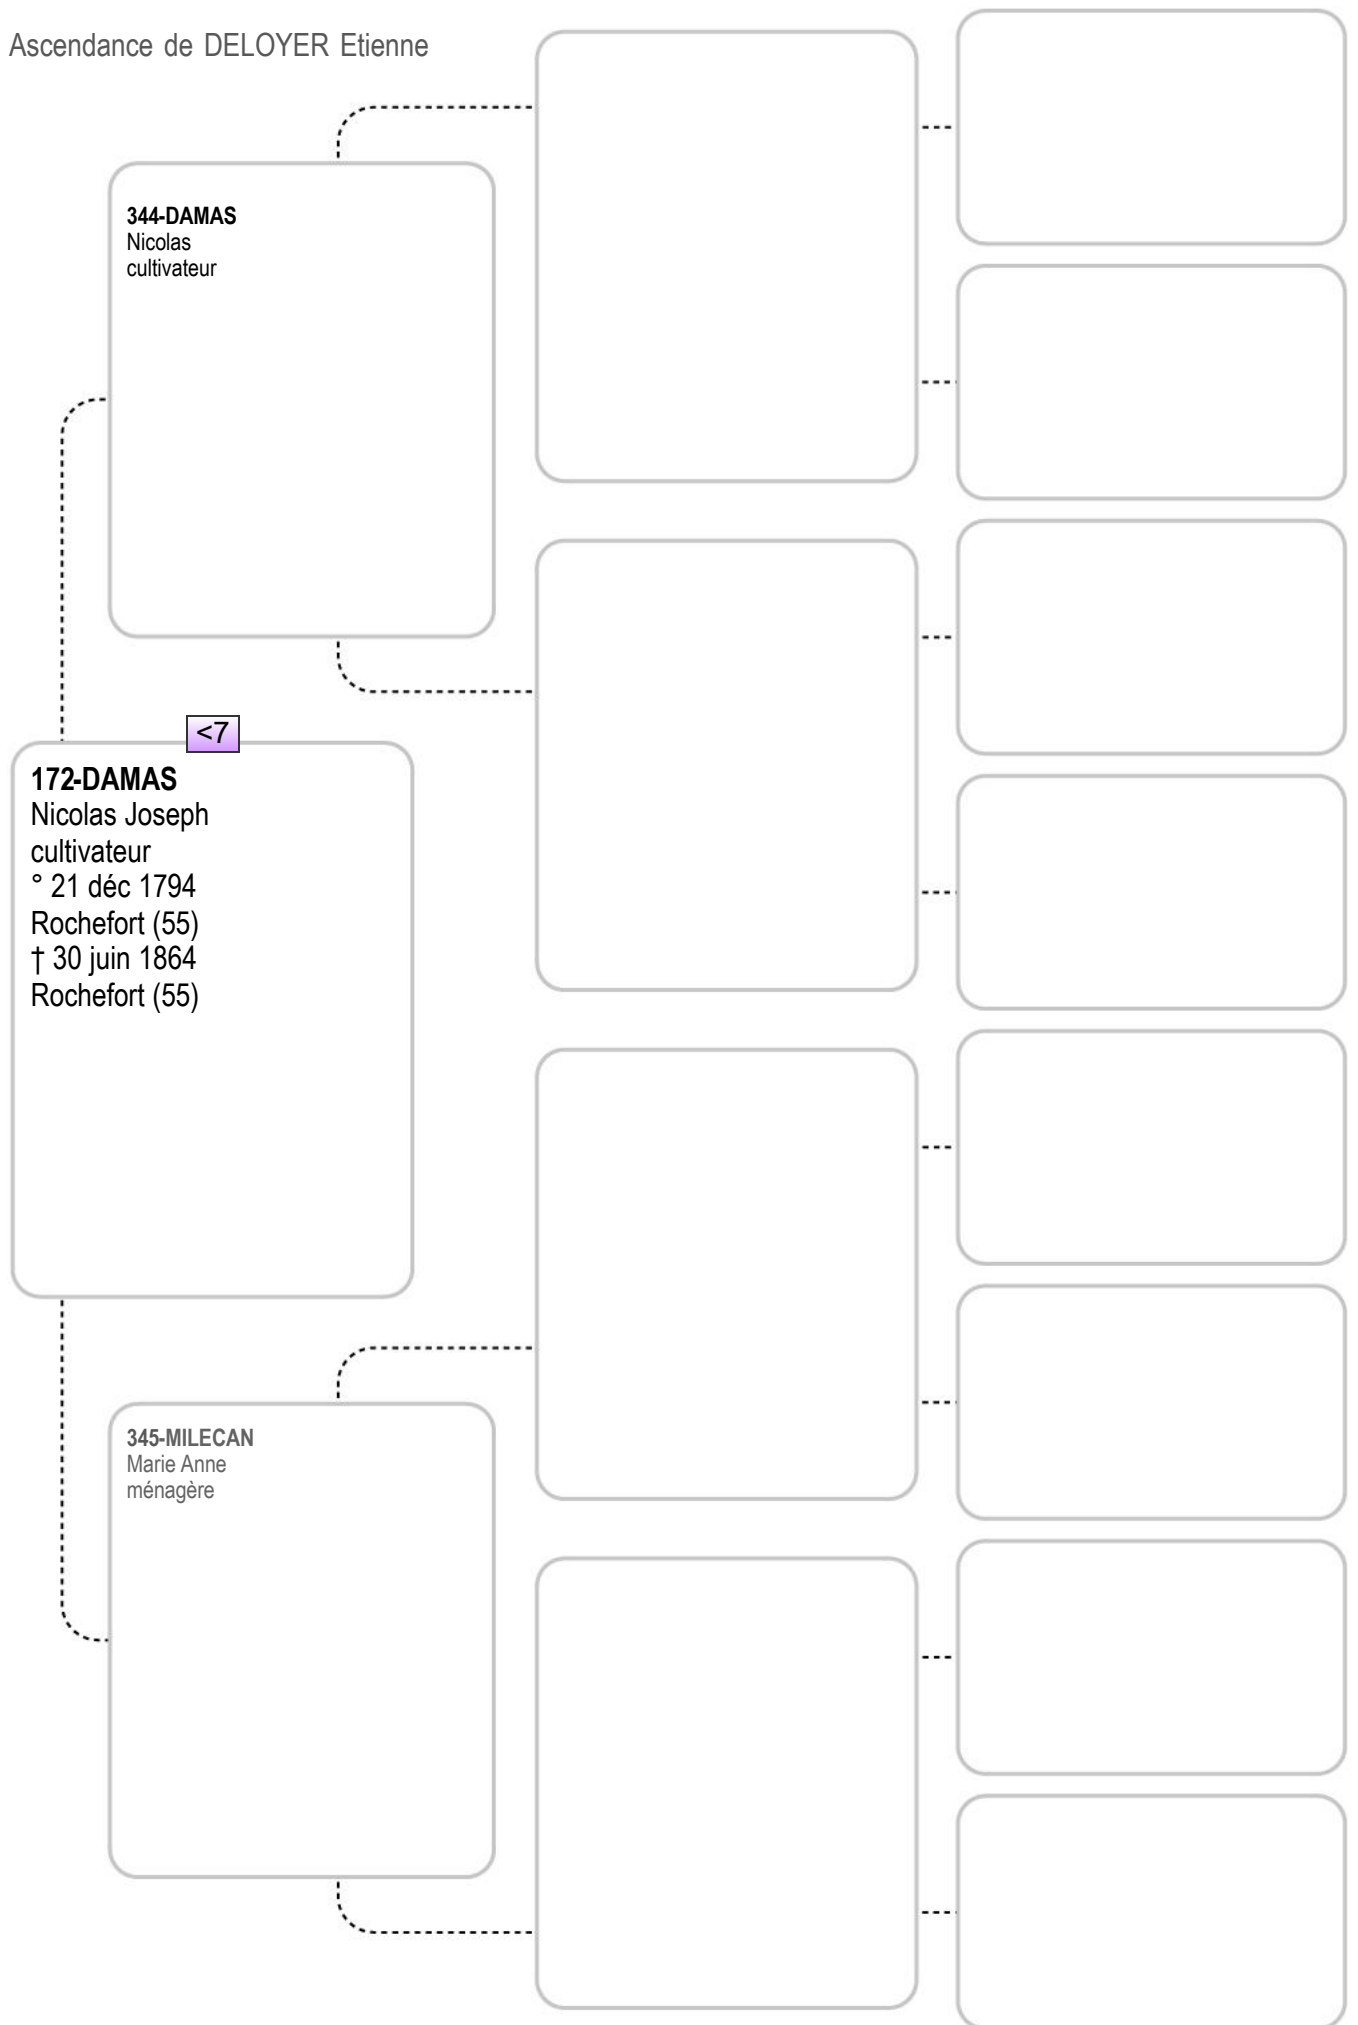 Ascendance de DELOYER Etienne
344-DAMAS
Nicolas
cultivateur
<7
172-DAMAS
Nicolas Joseph
cultivateur
° 21 déc 1794
Rochefort (55)
† 30 juin 1864
Rochefort (55)
345-MILECAN
Marie Anne
ménagère